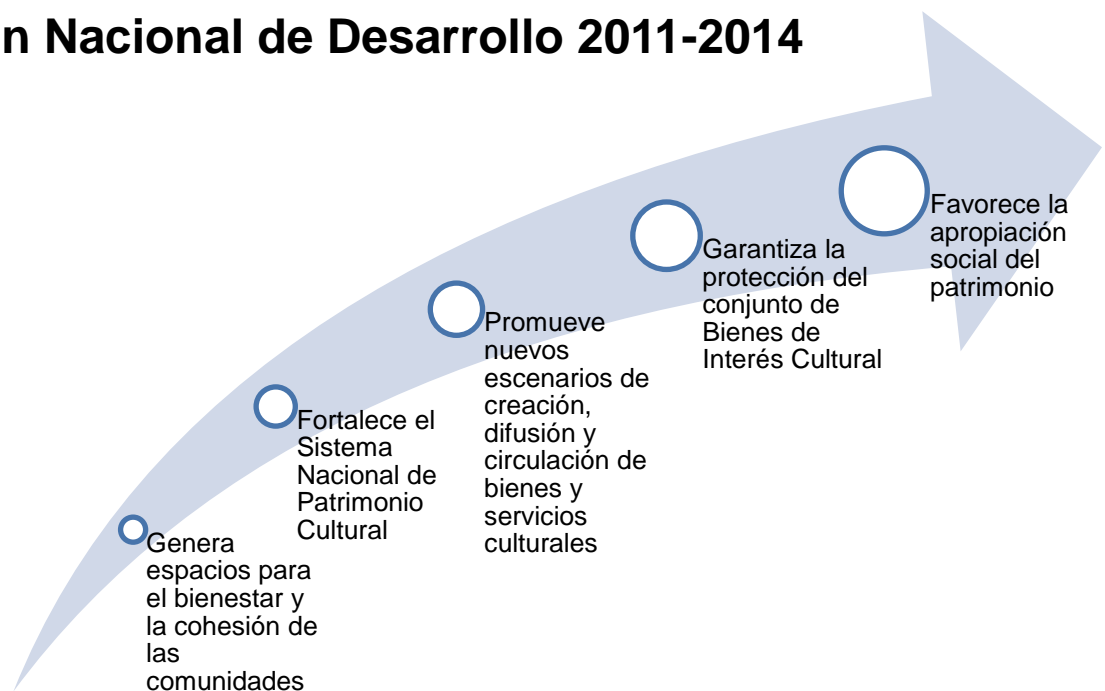 n Nacional de Desarrollo 2011-2014
Genera
espacios para
el bienestar y
la cohesión de
las
comunidades
Fortalece el
Sistema
Nacional de
Patrimonio
Cultural
Promueve
nuevos
escenarios de
creación,
difusión y
circulación de
bienes y
servicios
culturales
Garantiza la
protección del
conjunto de
Bienes de
Interés Cultural
Favorece la
apropiación
social del
patrimonio